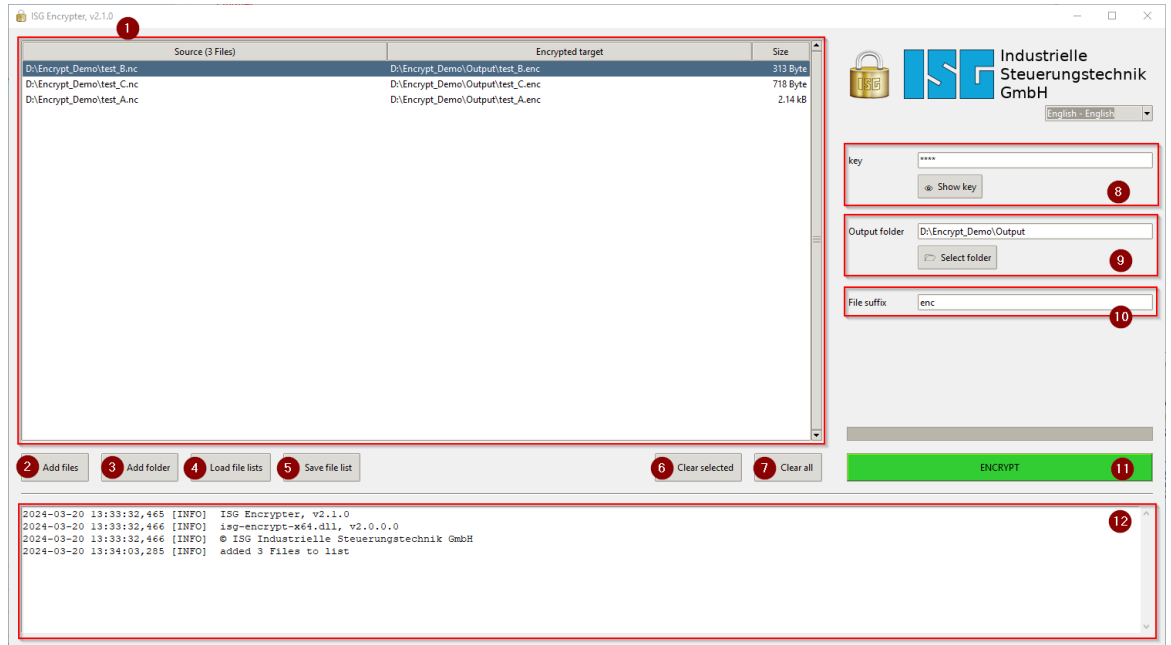 ISG Encrypter, v2.1.0
1
Source (3 Files) Encrypted target Size
D:\Encrypt_Demo\test_B.nc D:\Encrypt_Demo\Output\test_B.enc 313 Byte
D:\Encrypt_Demo\test_C.nc D:\Encrypt_Demo\Output\test_C.enc 718 Byte
D:\Encrypt_Demo\test_A.nc D:\Encrypt_Demo\Output\test_A.enc 2.14 kB
ISG
Industrielle
Steuerungstechnik
GmbH
English - English
key ****
Show key
8
Output folder D:\Encrypt_Demo\Output
Select folder
9
File suffix enc
10
2 Add files 3 Add folder 4 Load file lists 5 Save file list 6 Clear selected 7 Clear all ENCRYPT 11
2024-03-20 13:33:32,465 [INFO] ISG Encrypter, v2.1.0
2024-03-20 13:33:32,466 [INFO] isg-encrypt-x64.dll, v2.0.0.0
2024-03-20 13:33:32,466 [INFO] © ISG Industrielle Steuerungstechnik GmbH
2024-03-20 13:34:03,285 [INFO] added 3 Files to list
12